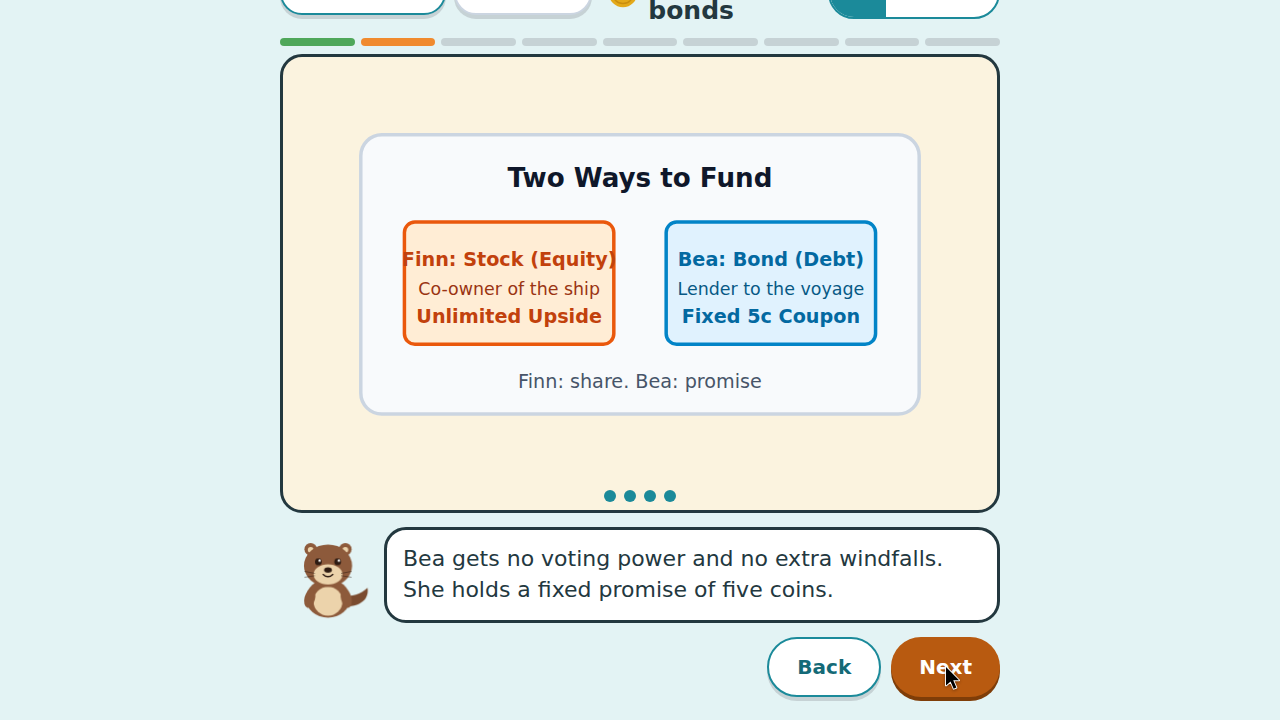 bonds
Two Ways to Fund
Finn: Stock (Equity)
Co-owner of the ship
Unlimited Upside
Bea: Bond (Debt)
Lender to the voyage
Fixed 5c Coupon
Finn: share. Bea: promise
Bea gets no voting power and no extra windfalls.
She holds a fixed promise of five coins.
Back
Next